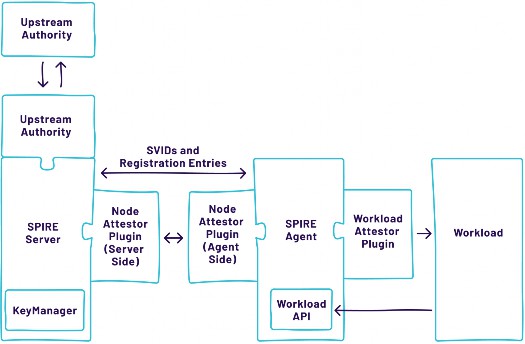 Upstream
Authority
Upstream
Authority
SVIDs and
Registration Entries
SPIRE
Server
Node
Attestor
Plugin
(Server
Side)
Node
Attestor
Plugin
(Agent
Side)
SPIRE
Agent
Workload
Attestor
Plugin
Workload
KeyManager
Workload
API